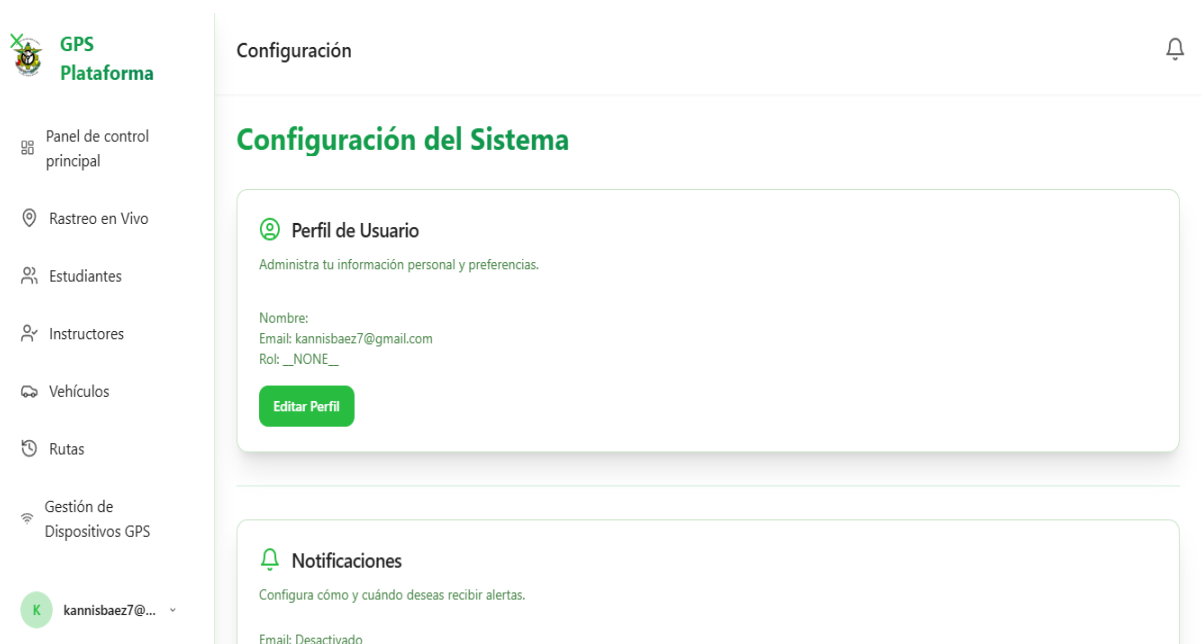 GPS
Plataforma
Panel de control
principal
Rastreo en Vivo
Estudiantes
Instructores
Vehículos
Rutas
Gestión de
Dispositivos GPS
K
kannisbaez7@...
Configuración
Configuración del Sistema
Perfil de Usuario
Administra tu información personal y preferencias.
Nombre:
Email: kannisbaez7@gmail.com
Rol: __NONE__
Editar Perfil
Notificaciones
Configura cómo y cuándo deseas recibir alertas.
Email: Desactivado